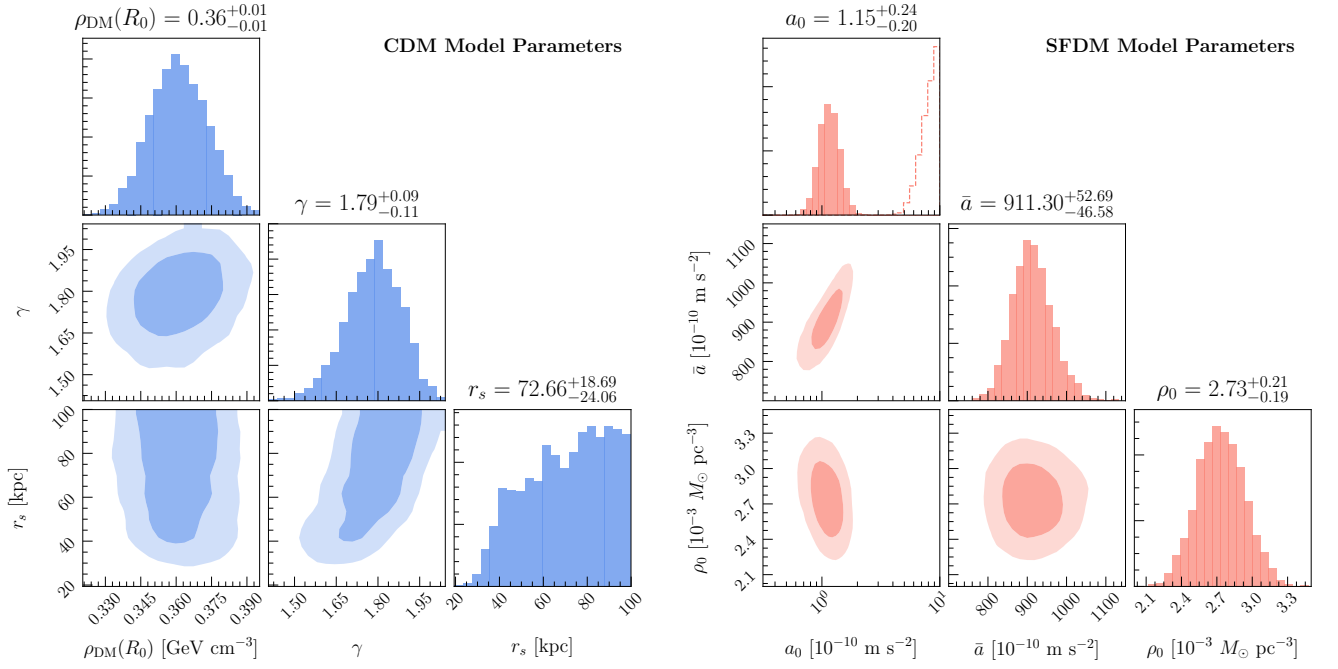 ρ_DM(R_0) = 0.36^{+0.01}_{-0.01}
CDM Model Parameters
γ = 1.79^{+0.09}_{-0.11}
r_s = 72.66^{+18.69}_{-24.06}
γ
1.95
1.80
1.65
1.50
r_s [kpc]
100
80
60
40
20
0.330 0.345 0.360 0.375 0.390
ρ_DM(R_0) [GeV cm^{−3}]
1.50 1.65 1.80 1.95
γ
20 40 60 80 100
r_s [kpc]
a_0 = 1.15^{+0.24}_{-0.20}
SFDM Model Parameters
ā = 911.30^{+52.69}_{-46.58}
ρ_0 = 2.73^{+0.21}_{-0.19}
ā [10^{−10} m s^{−2}]
1100
1000
900
800
ρ_0 [10^{−3} M_⊙ pc^{−3}]
3.3
3.0
2.7
2.4
2.1
10^0 10^1
a_0 [10^{−10} m s^{−2}]
800 900 1000 1100
ā [10^{−10} m s^{−2}]
2.1 2.4 2.7 3.0 3.3
ρ_0 [10^{−3} M_⊙ pc^{−3}]